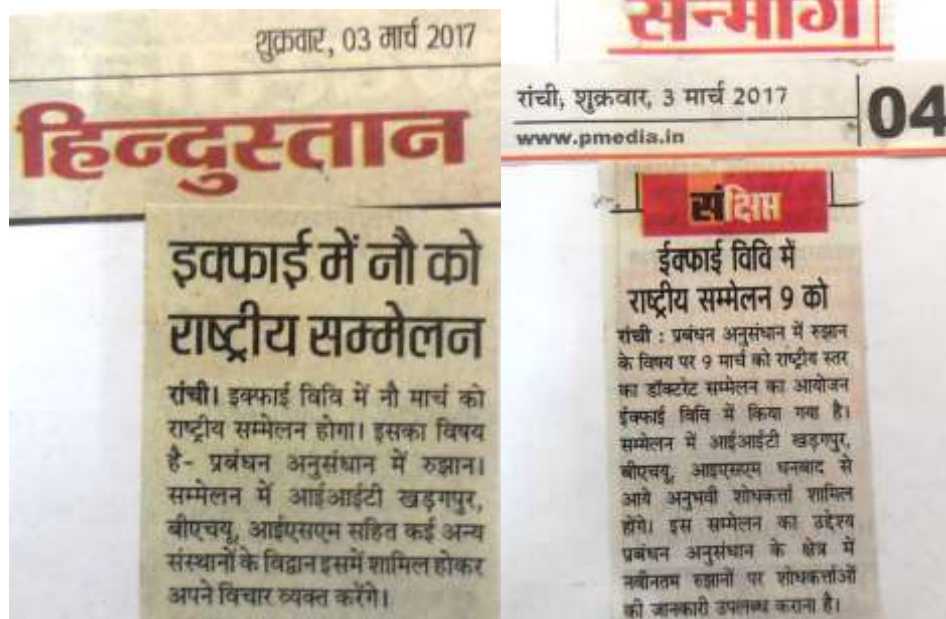 शुक्रवार, 03 मार्च 2017
हिन्दुस्तान
इक्फाई में नौ को
राष्ट्रीय सम्मेलन
रांची। इक्फाई विवि में नौ मार्च को
राष्ट्रीय सम्मेलन होगा। इसका विषय
है- प्रबंधन अनुसंधान में रुझान।
सम्मेलन में आईआईटी खड़गपुर,
बीएचयू, आईएसएम सहित कई अन्य
संस्थानों के विद्वान इसमें शामिल होकर
अपने विचार व्यक्त करेंगे।
सन्मार्ग
रांची, शुक्रवार, 3 मार्च 2017
04
www.pmedia.in
संक्षिप्त
ईक्फाई विवि में
राष्ट्रीय सम्मेलन 9 को
रांची : प्रबंधन अनुसंधान में रुझान
के विषय पर 9 मार्च को राष्ट्रीय स्तर
का डॉक्टरेट सम्मेलन का आयोजन
ईक्फाई विवि में किया गया है।
सम्मेलन में आईआईटी खड़गपुर,
बीएचयू, आइएसएम धनबाद से
आये अनुभवी शोधकर्ता शामिल
होंगे। इस सम्मेलन का उद्देश्य
प्रबंधन अनुसंधान के क्षेत्र में
नवीनतम रुझानों पर शोधकर्त्ताओं
की जानकारी उपलब्ध कराना है।